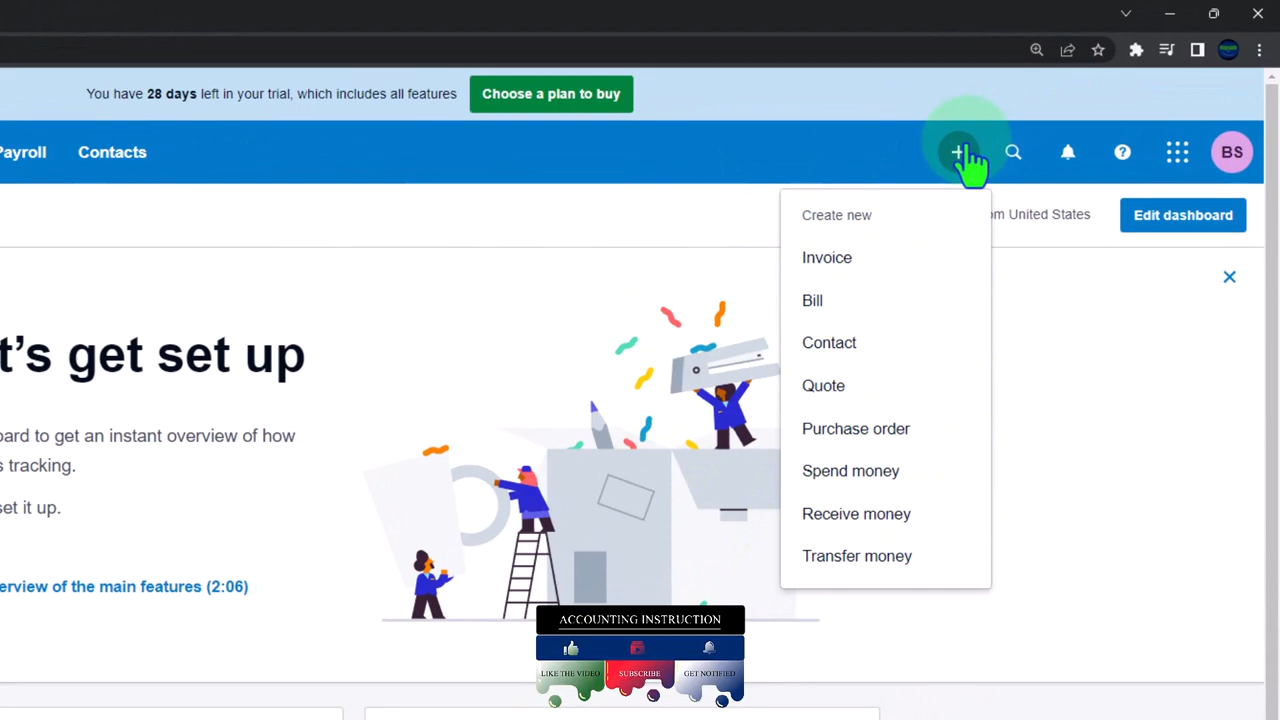 You have 28 days left in your trial, which includes all features
Choose a plan to buy
Payroll
Contacts
BS
Create new
om United States
Edit dashboard
Invoice
Bill
Contact
Quote
Purchase order
Spend money
Receive money
Transfer money
t's get set up
oard to get an instant overview of how
s tracking.
set it up.
erview of the main features (2:06)
ACCOUNTING INSTRUCTION
LIKE THE VIDEO
SUBSCRIBE
GET NOTIFIED